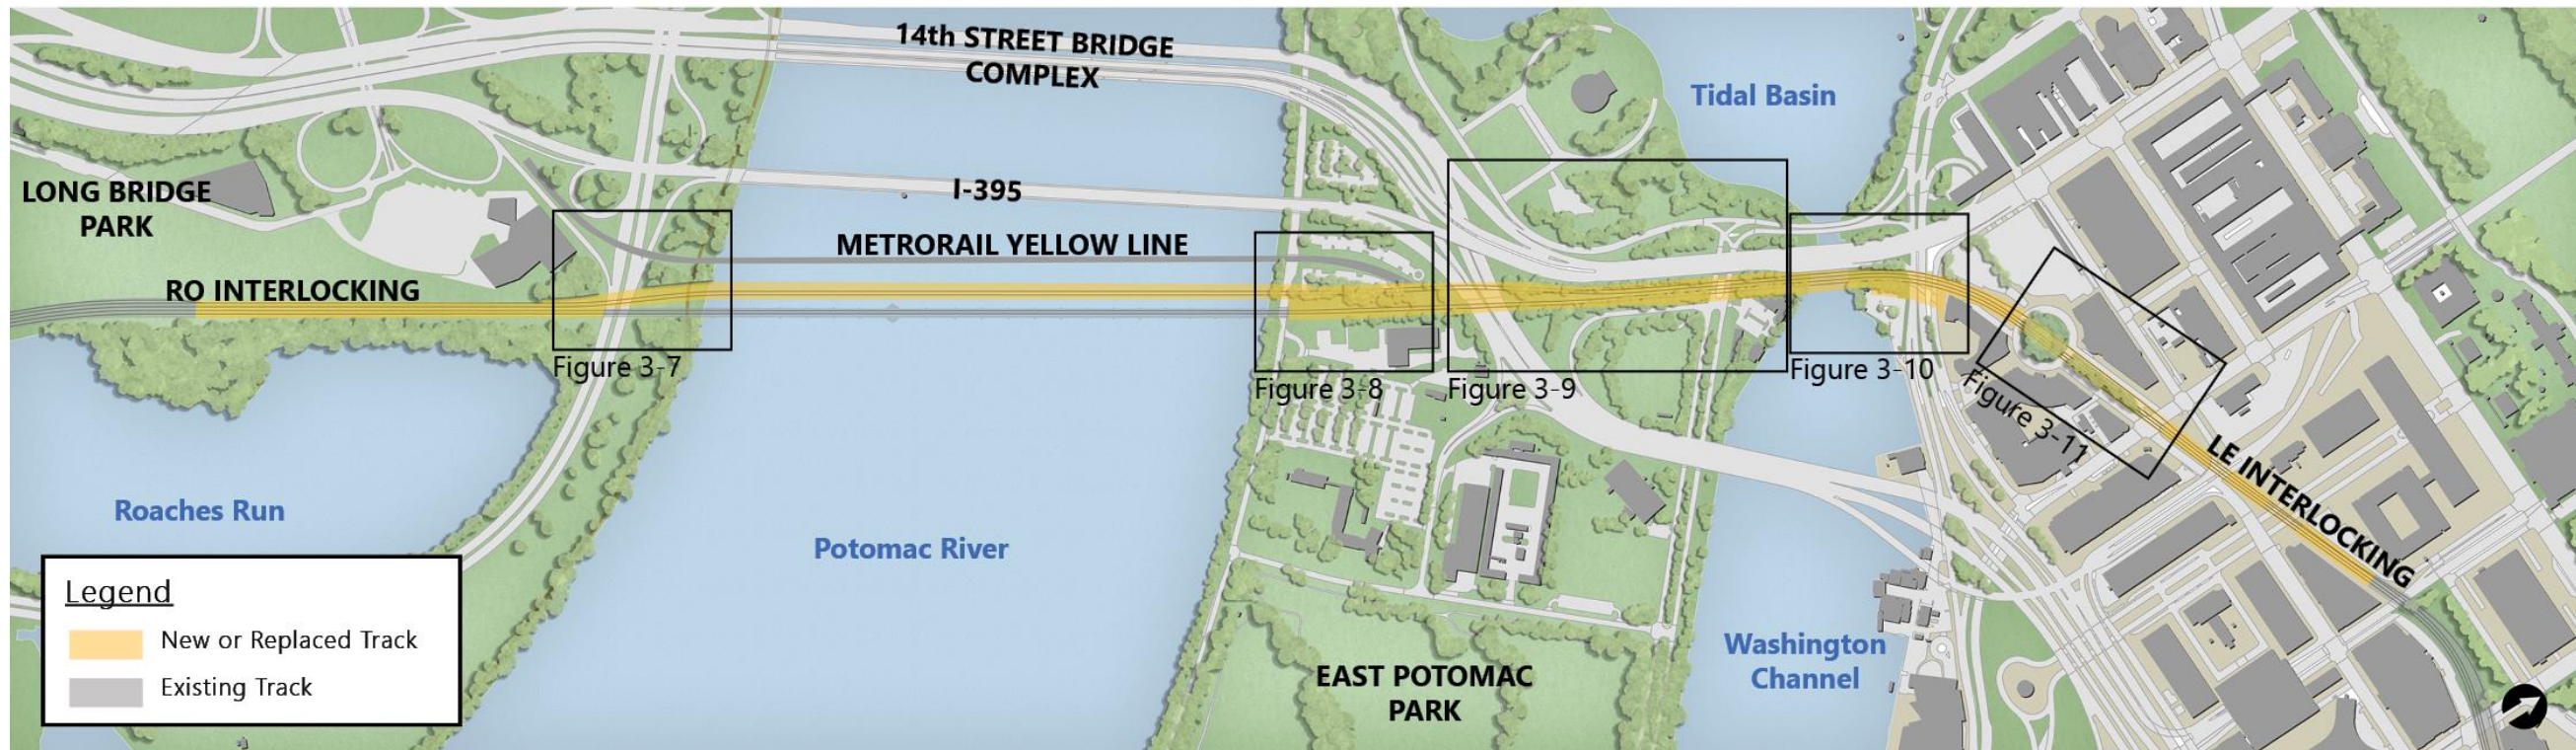 14th STREET BRIDGE
COMPLEX
Tidal Basin
I-395
LONG BRIDGE
PARK
METRORAIL YELLOW LINE
RO INTERLOCKING
Figure 3-7
Figure 3-8
Figure 3-9
Figure 3-10
Figure 3-11
LE INTERLOCKING
Roaches Run
Potomac River
Washington
Channel
EAST POTOMAC
PARK
Legend
New or Replaced Track
Existing Track